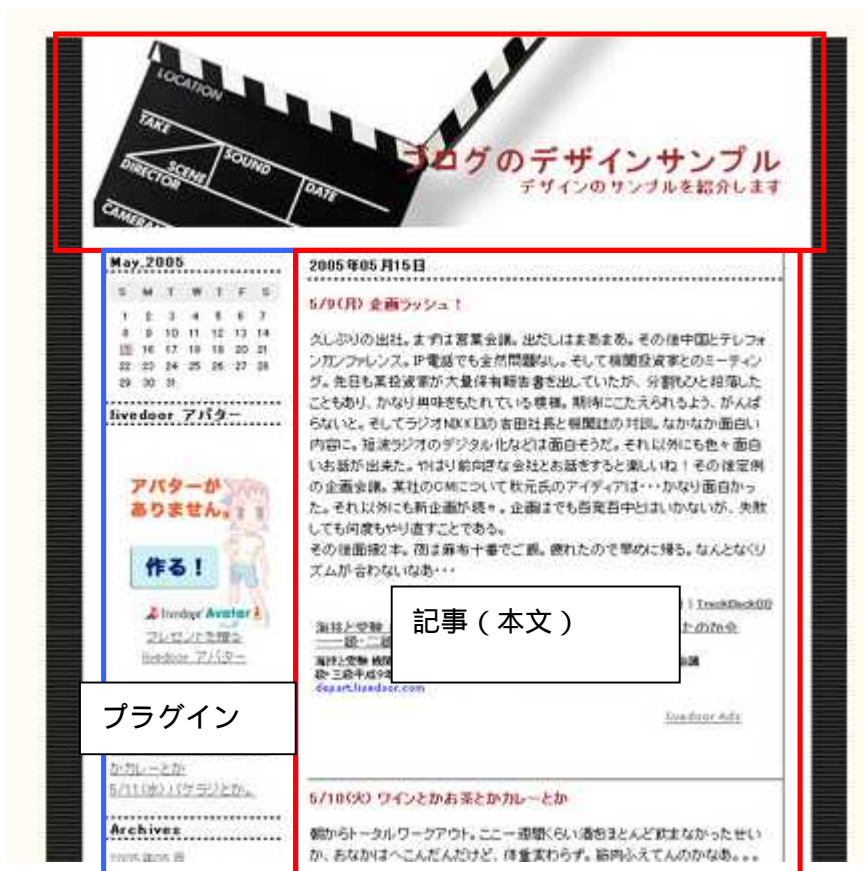 LOCATION
TAKE
SCENE
SOUND
DIRECTOR
DATE
CAMERAMAN
ブログのデザインサンプル
デザインのサンプルを紹介します
May,2005
S M T W T F S
1 2 3 4 5 6 7
8 9 10 11 12 13 14
15 16 17 18 19 20 21
22 23 24 25 26 27 28
29 30 31
livedoor アバター
アバターが
ありません。
作る！
livedoor Avatar
プレゼントを贈る
livedoor アバター
プラグイン
かカレーとか
5/11(水) バケラジとか。
Archives
2005年05月
2005年05月15日
5/9(月) 企画ラッシュ！
久しぶりの出社。まずは営業会議。出だしはまあまあ。その後中国とテレフォ
ンカンファレンス。IP電話でも全然問題なし。そして機関投資家とのミーティン
グ。先日も某投資家が大量保有報告書を出していたが、分割もひと段落した
こともあり、かなり興味をもたれている模様。期待にこたえられるよう、がんば
らないと。そしてラジオNIKKEIの吉田社長と機関誌の対談。なかなか面白い
内容に。短波ラジオのデジタル化などは面白そうだ。それ以外にも色々面白
いお話が出来た。やはり前向きな会社とお話をすると楽しいね！その後定例
の企画会議。某社のCMについて秋元氏のアイディアは・・・かなり面白かっ
た。それ以外にも新企画が続々。企画はでも百発百中とはいかないが、失敗
しても何度もやり直すことである。
その後面接2本。夜は麻布十番でご飯。疲れたので早めに帰る。なんとなくリ
ズムが合わないなあ・・・
TrackBack(0)
記事（本文）
depart.livedoor.com
livedoor Ads
5/10(火) ワインとかお茶とかカレーとか
朝からトータルワークアウト。ここ一週間くらい酒をほとんど飲まなかったせい
か、おなかはへこんだんだけど、体重変わらず。筋肉ふえてんのかなあ。。。